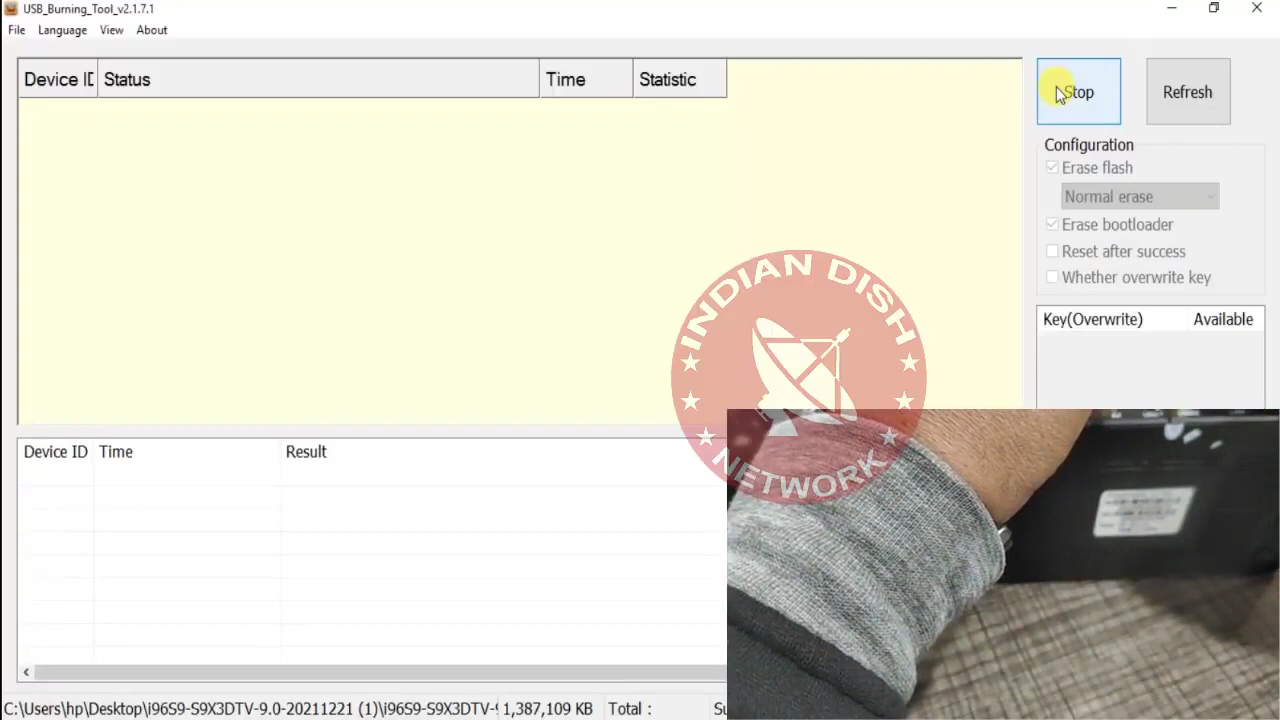 USB_Burning_Tool_v2.1.7.1
File Language View About
Device ID Status Time Statistic
Stop Refresh
Configuration
Erase flash
Normal erase
Erase bootloader
Reset after success
Whether overwrite key
Key(Overwrite) Available
INDIAN DISH
NETWORK
Device ID Time Result
C:\Users\hp\Desktop\i96S9-S9X3DTV-9.0-20211221 (1)\i96S9-S9X3DTV-9 1,387,109 KB Total : Su